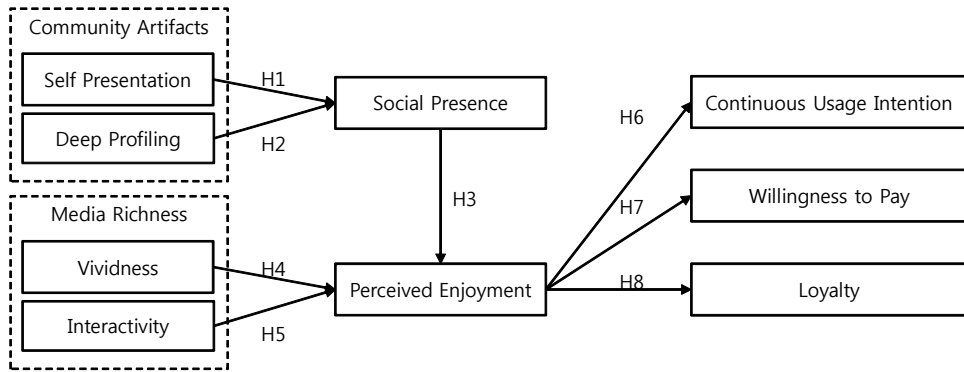 Community Artifacts
Self Presentation
Deep Profiling
H1
H2
Social Presence
H3
Media Richness
Vividness
Interactivity
H4
H5
Perceived Enjoyment
H6
H7
H8
Continuous Usage Intention
Willingness to Pay
Loyalty